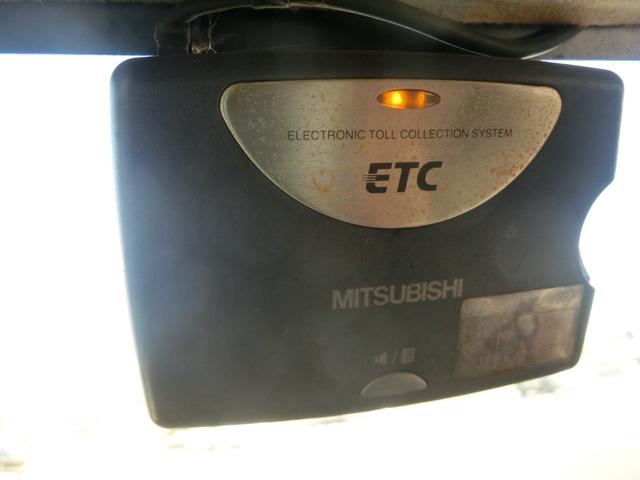 ELECTRONIC TOLL COLLECTION SYSTEM
ETC
MITSUBISHI